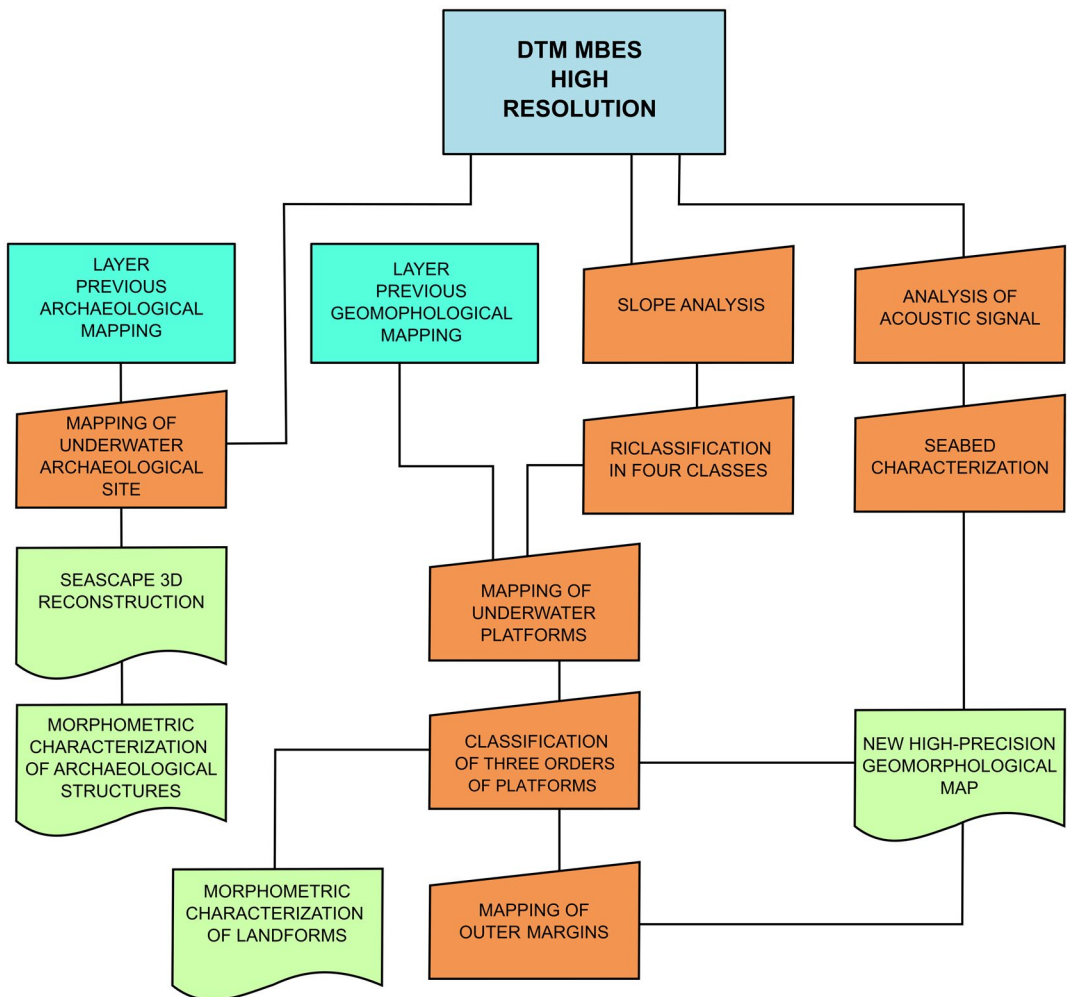 DTM MBES
HIGH
RESOLUTION
LAYER
PREVIOUS
ARCHAEOLOGICAL
MAPPING
LAYER
PREVIOUS
GEOMOPHOLOGICAL
MAPPING
SLOPE ANALYSIS
ANALYSIS OF
ACOUSTIC SIGNAL
MAPPING OF
UNDERWATER
ARCHAEOLOGICAL
SITE
RICLASSIFICATION
IN FOUR CLASSES
SEABED
CHARACTERIZATION
SEASCAPE 3D
RECONSTRUCTION
MAPPING OF
UNDERWATER
PLATFORMS
MORPHOMETRIC
CHARACTERIZATION
OF ARCHAEOLOGICAL
STRUCTURES
CLASSIFICATION
OF THREE ORDERS
OF PLATFORMS
NEW HIGH-PRECISION
GEOMORPHOLOGICAL
MAP
MORPHOMETRIC
CHARACTERIZATION
OF LANDFORMS
MAPPING OF
OUTER MARGINS